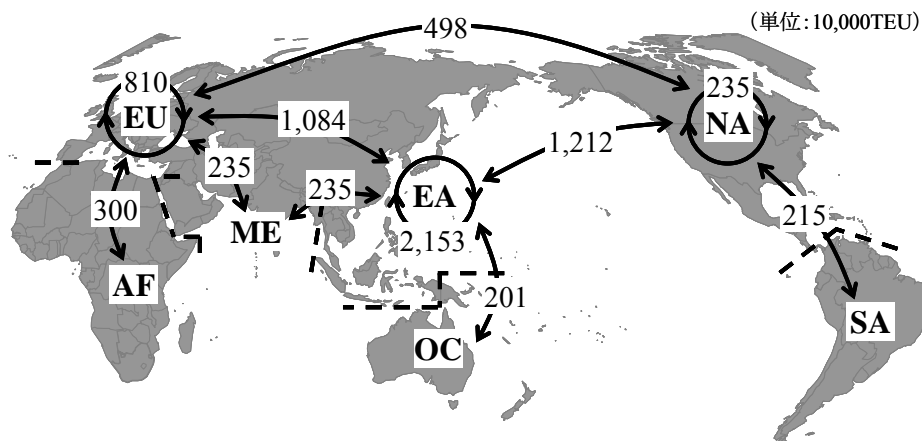 (単位:10,000TEU)
498
810
EU
235
NA
1,084
1,212
235
235
EA
300
ME
2,153
215
AF
201
SA
OC